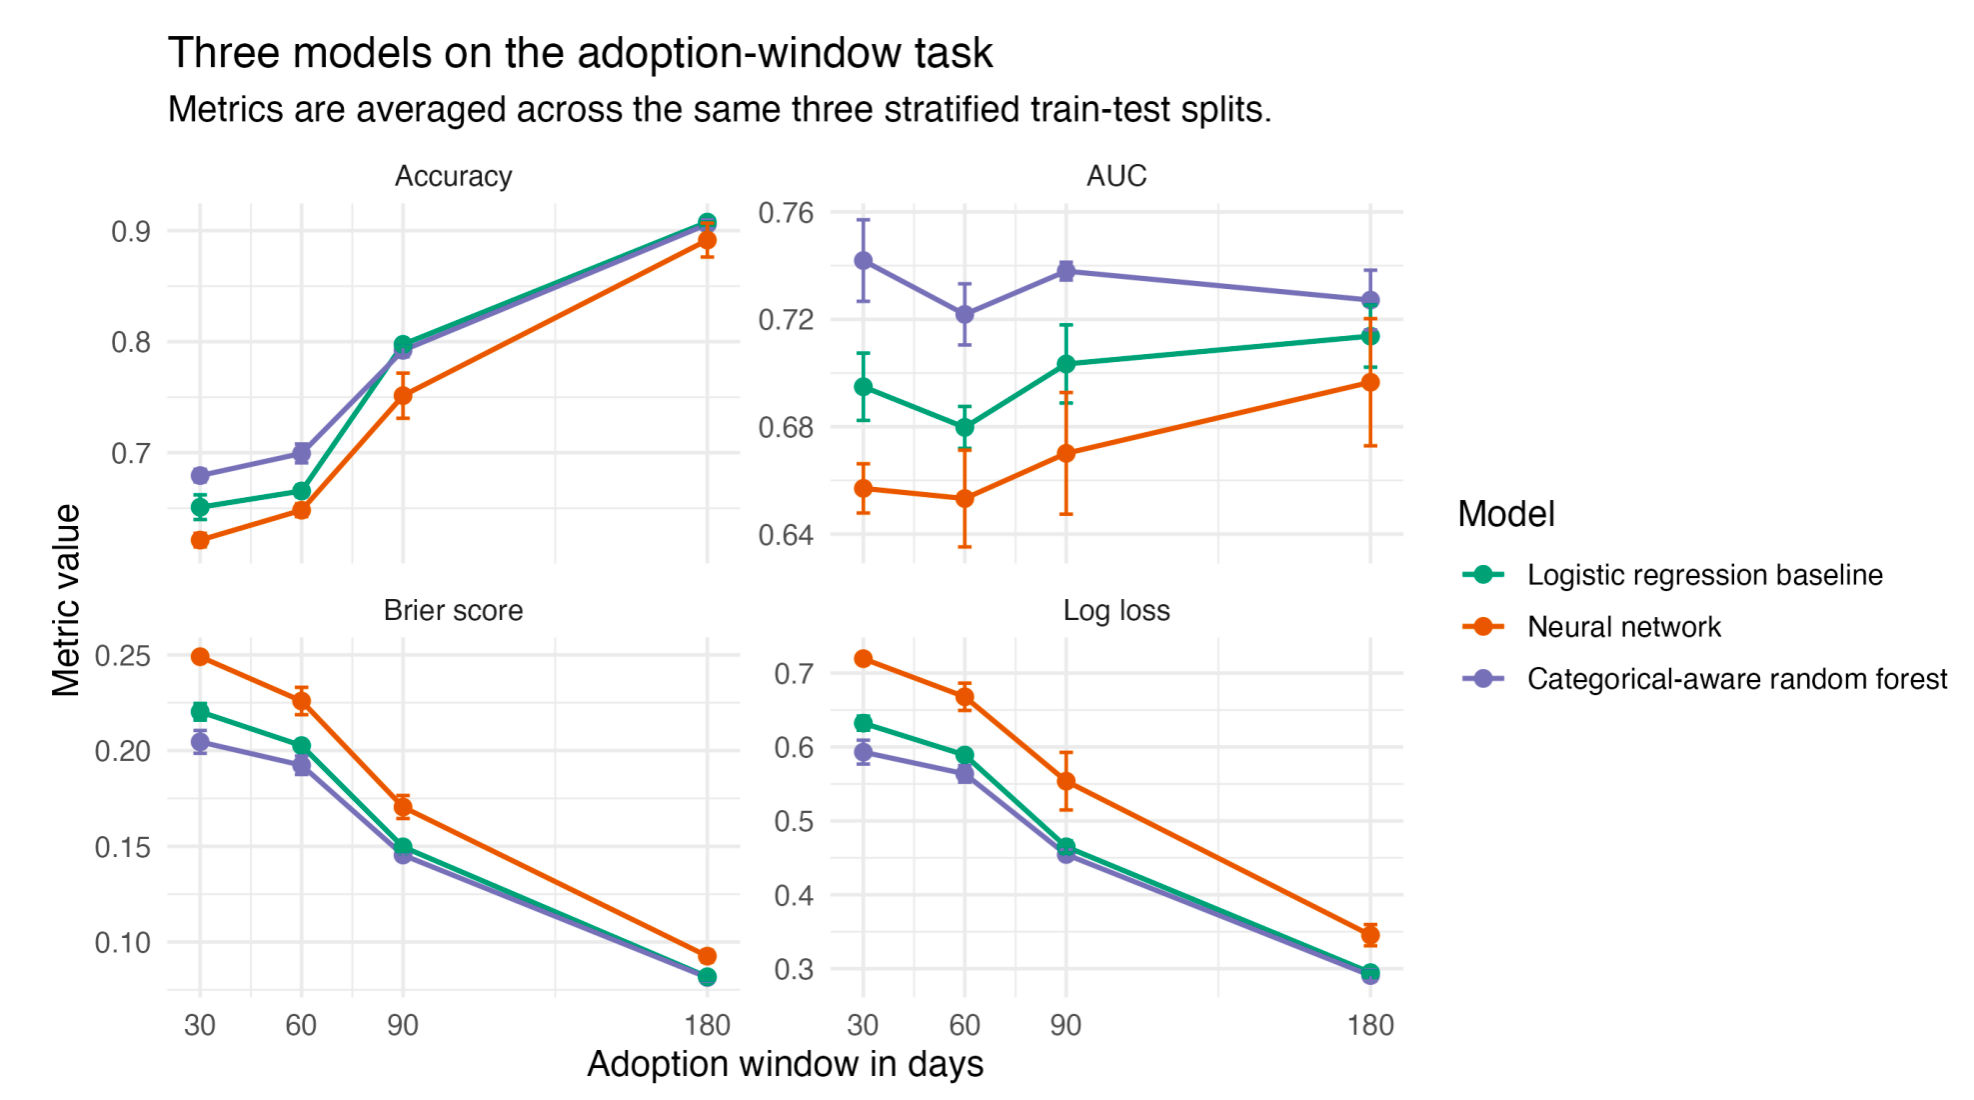 Three models on the adoption-window task
Metrics are averaged across the same three stratified train-test splits.
Accuracy
0.9
0.8
0.7
AUC
0.76
0.72
0.68
0.64
Metric value
Brier score
0.25
0.20
0.15
0.10
30 60 90 180
Log loss
0.7
0.6
0.5
0.4
0.3
30 60 90 180
Adoption window in days
Model
Logistic regression baseline
Neural network
Categorical-aware random forest